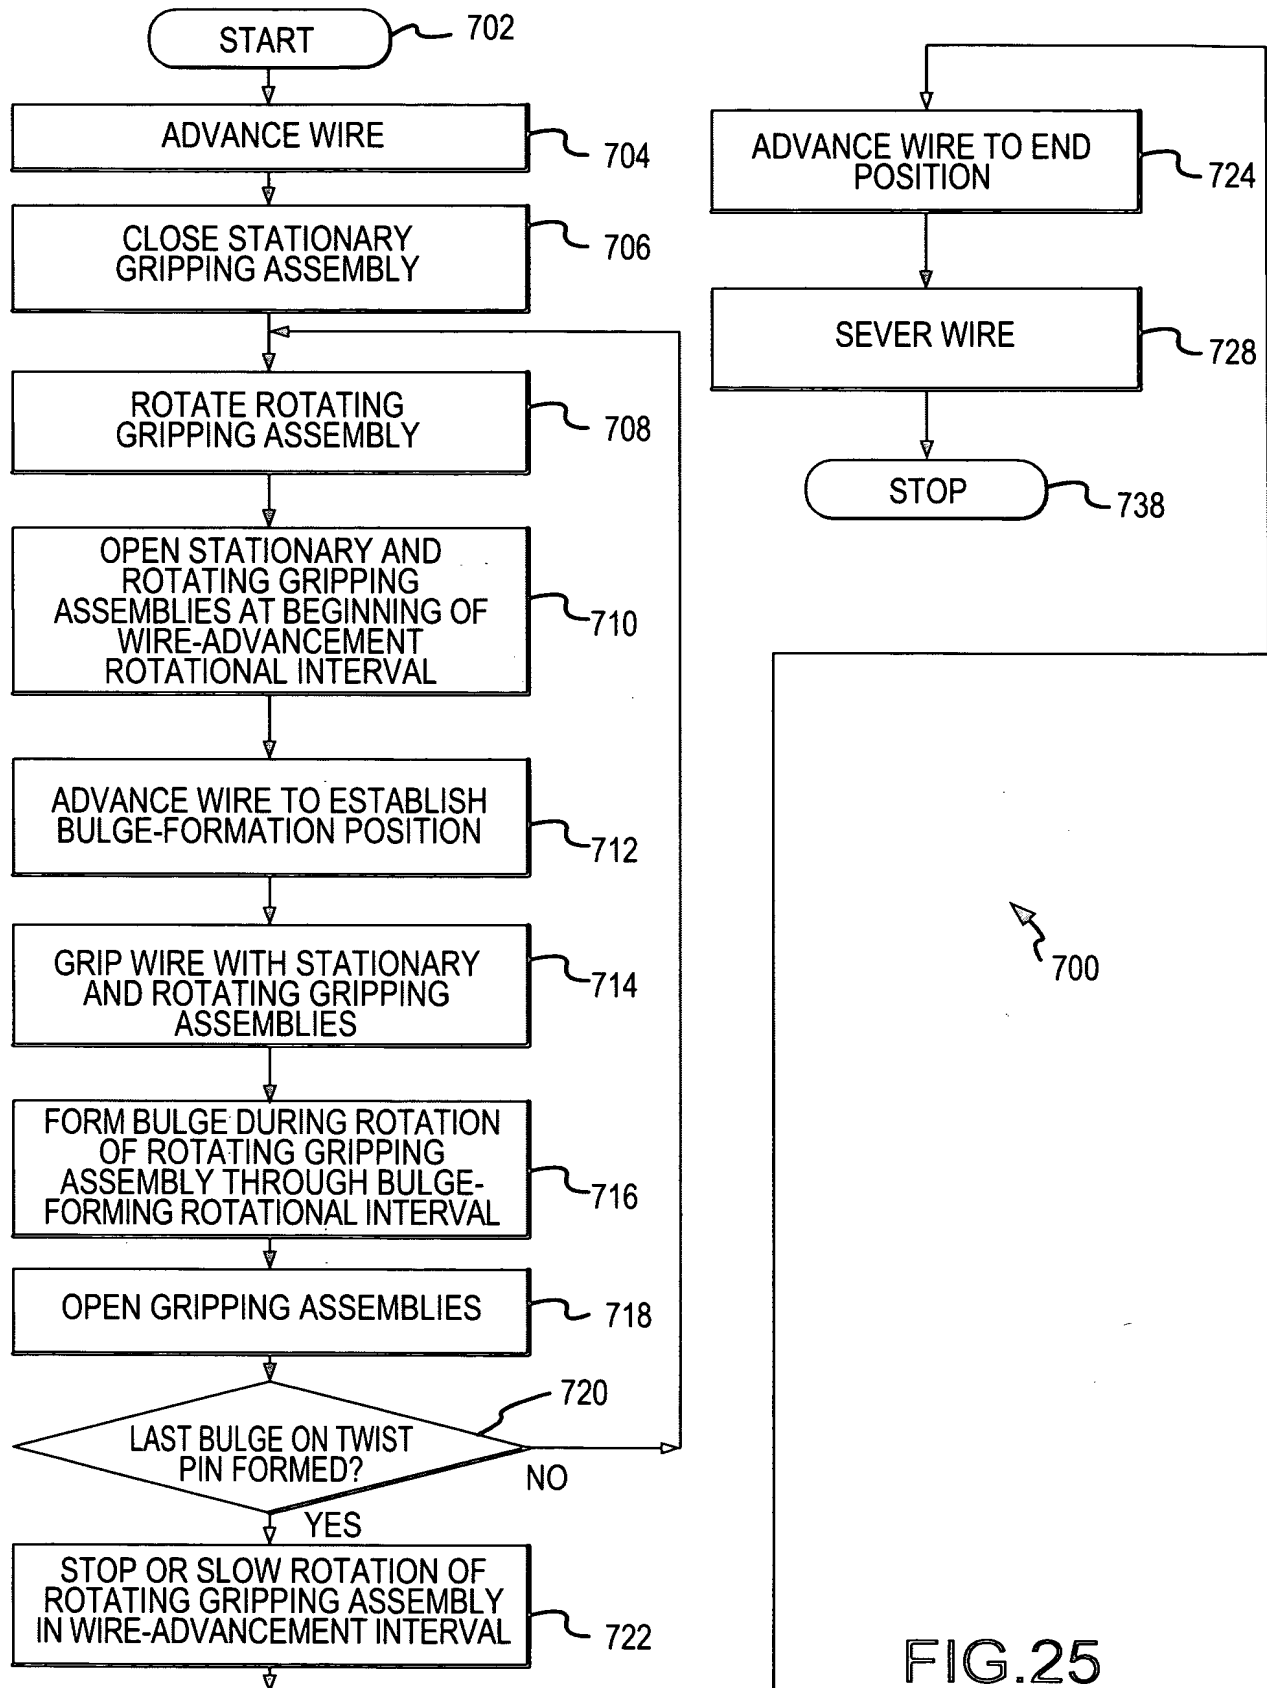 START
702
ADVANCE WIRE
704
CLOSE STATIONARY
GRIPPING ASSEMBLY
706
ROTATE ROTATING
GRIPPING ASSEMBLY
708
OPEN STATIONARY AND
ROTATING GRIPPING
ASSEMBLIES AT BEGINNING OF
WIRE-ADVANCEMENT
ROTATIONAL INTERVAL
710
ADVANCE WIRE TO ESTABLISH
BULGE-FORMATION POSITION
712
GRIP WIRE WITH STATIONARY
AND ROTATING GRIPPING
ASSEMBLIES
714
FORM BULGE DURING ROTATION
OF ROTATING GRIPPING
ASSEMBLY THROUGH BULGE-
FORMING ROTATIONAL INTERVAL
716
OPEN GRIPPING ASSEMBLIES
718
720
LAST BULGE ON TWIST
PIN FORMED?
NO
YES
STOP OR SLOW ROTATION OF
ROTATING GRIPPING ASSEMBLY
IN WIRE-ADVANCEMENT INTERVAL
722
ADVANCE WIRE TO END
POSITION
724
SEVER WIRE
728
STOP
738
700
FIG.25